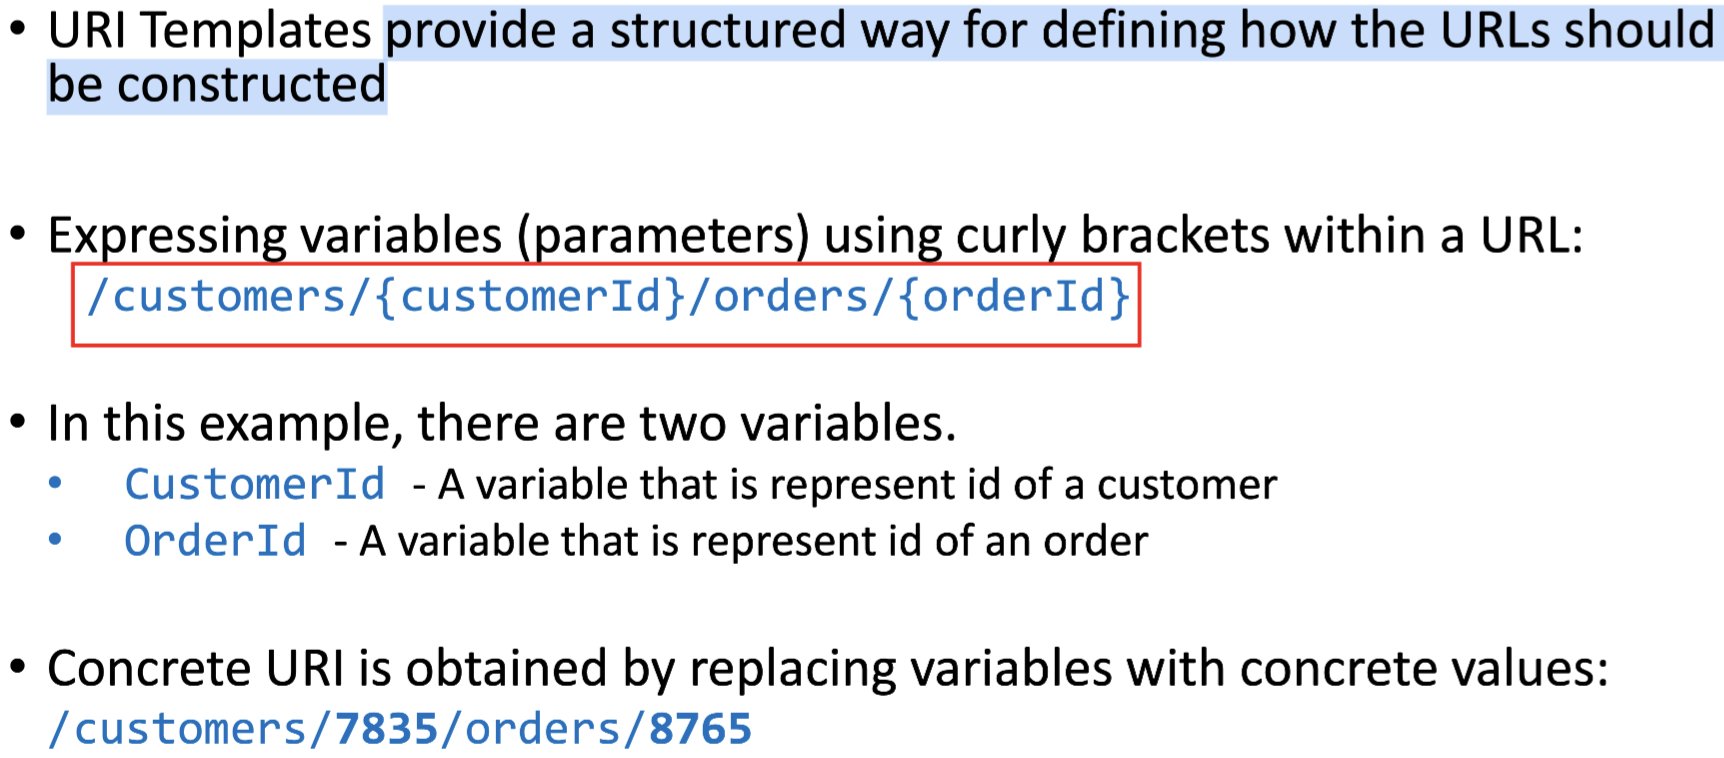 • URI Templates provide a structured way for defining how the URLs should
be constructed
• Expressing variables (parameters) using curly brackets within a URL:
/customers/{customerId}/orders/{orderId}
• In this example, there are two variables.
• CustomerId - A variable that is represent id of a customer
• OrderId - A variable that is represent id of an order
• Concrete URI is obtained by replacing variables with concrete values:
/customers/7835/orders/8765